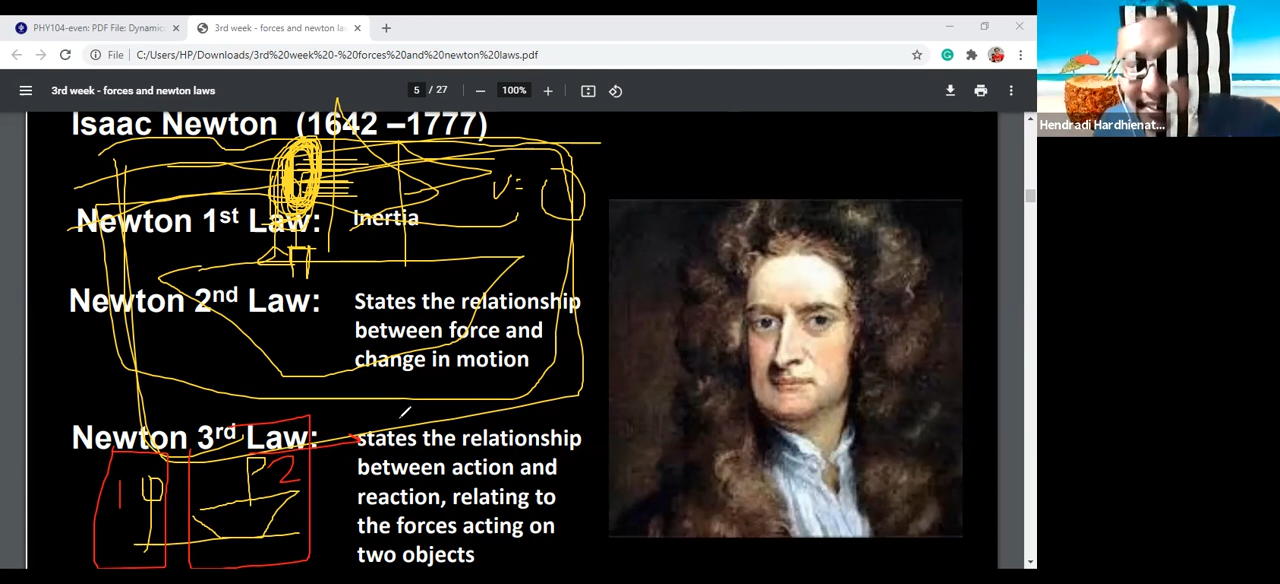 PHY104-even: PDF File: Dynamic
3rd week - forces and newton la
File
C:/Users/HP/Downloads/3rd%20week%20-%20forces%20and%20newton%20laws.pdf
3rd week - forces and newton laws
5 / 27
100%
Hendradi Hardhienat...
Isaac Newton (1642 –1777)
V=
Newton 1st Law: Inertia
Newton 2nd Law: States the relationship
between force and
change in motion
Newton 3rd Law: states the relationship
between action and
reaction, relating to
the forces acting on
two objects
1
2